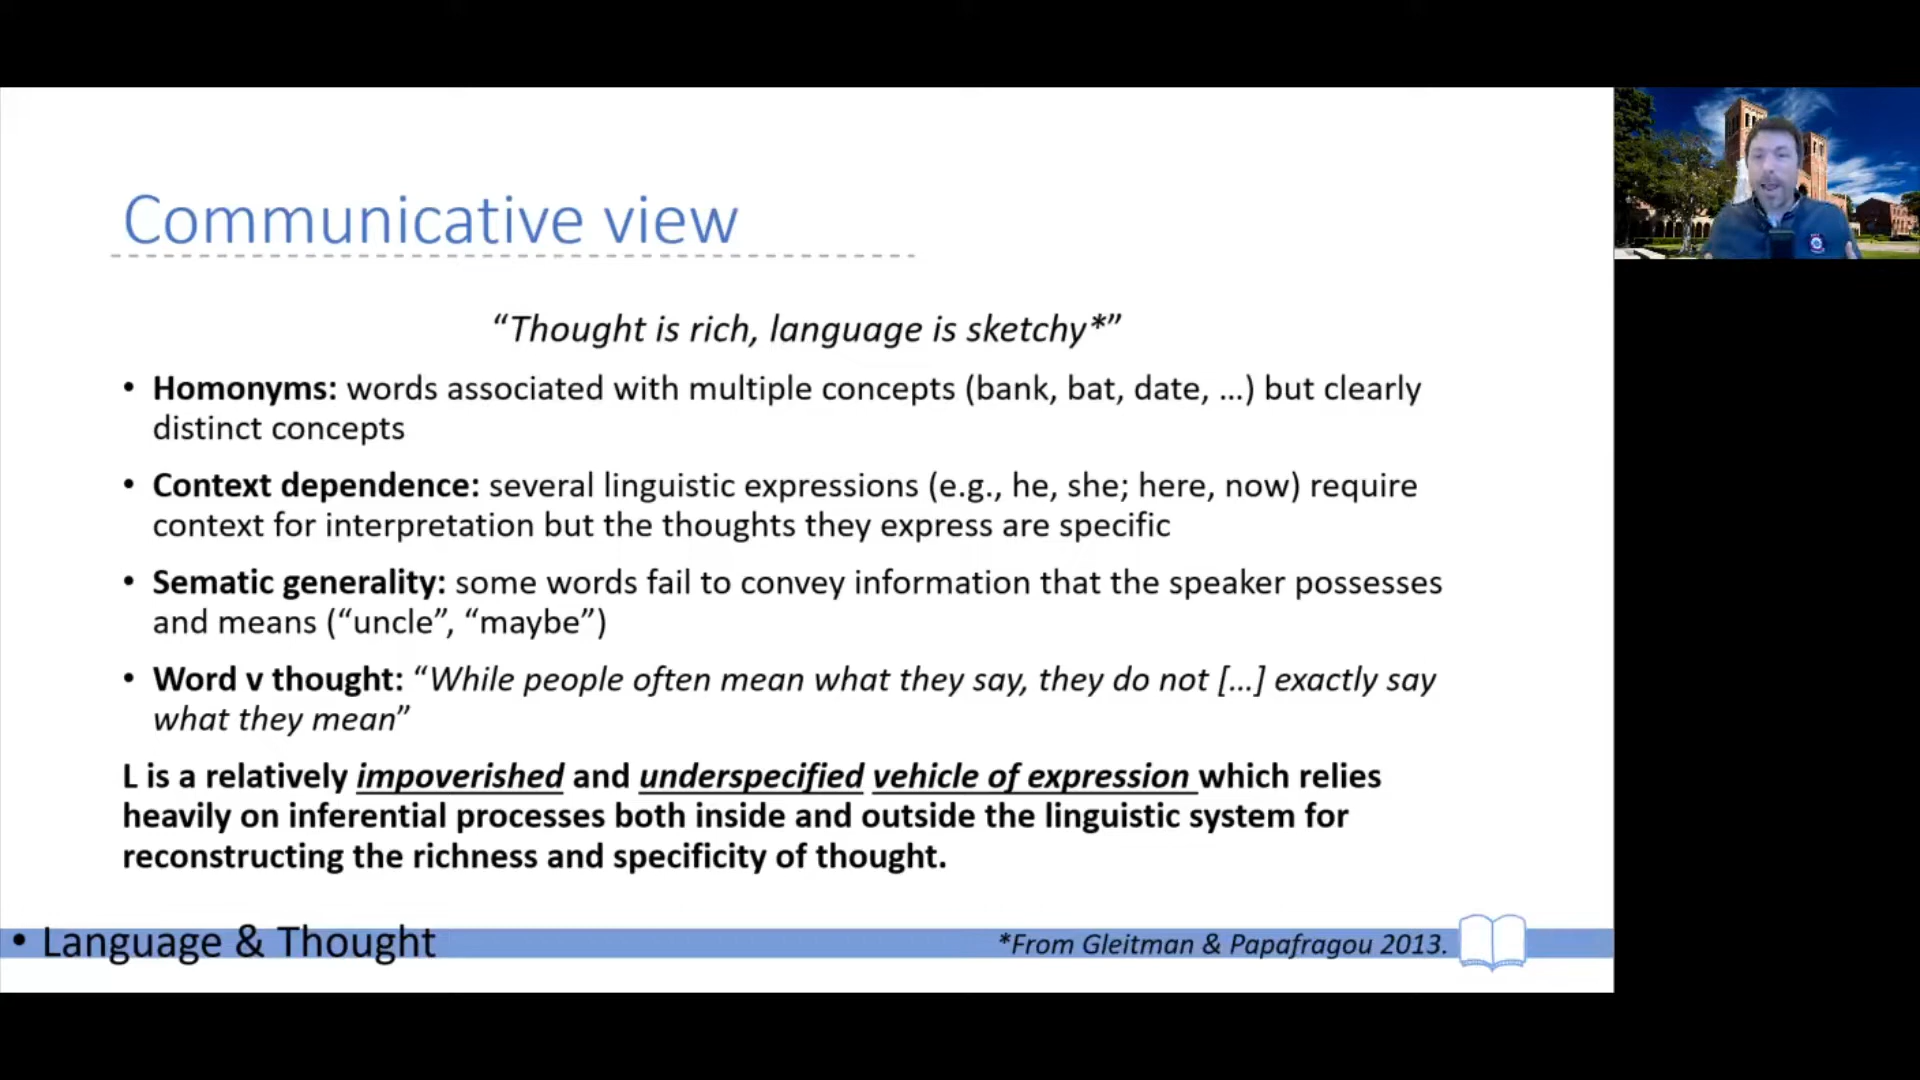 Communicative view
“Thought is rich, language is sketchy*”
• Homonyms: words associated with multiple concepts (bank, bat, date, …) but clearly
distinct concepts
• Context dependence: several linguistic expressions (e.g., he, she; here, now) require
context for interpretation but the thoughts they express are specific
• Sematic generality: some words fail to convey information that the speaker possesses
and means (“uncle”, “maybe”)
• Word v thought: “While people often mean what they say, they do not […] exactly say
what they mean”
L is a relatively impoverished and underspecified vehicle of expression which relies
heavily on inferential processes both inside and outside the linguistic system for
reconstructing the richness and specificity of thought.
• Language & Thought
*From Gleitman & Papafragou 2013.